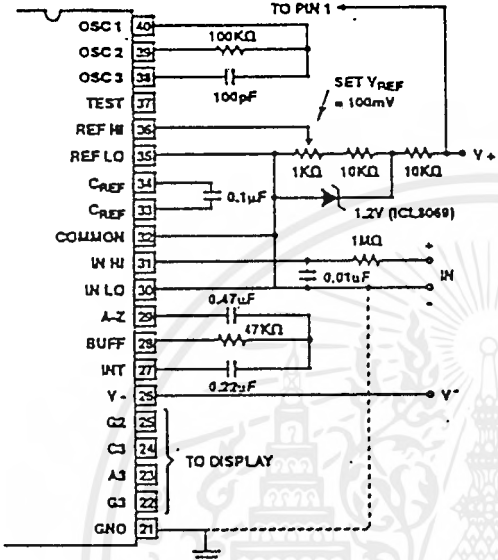 TO PIN 1
OSC 1 40
100KΩ
OSC 2 39
OSC 3 38
100pF
TEST 37
SET VREF
= 100mV
REF HI 36
REF LO 35
V +
1KΩ 10KΩ 10KΩ
CREF 34
0.1µF
CREF 33
1.2V (ICL8069)
COMMON 32
1MΩ
IN HI 31
+
0.01uF
IN
IN LO 30
-
A-Z 29
0.47uF
BUFF 28
47KΩ
INT 27
0.22uF
V - 26
V-
G2 25
C3 24
TO DISPLAY
A3 23
G3 22
GND 21